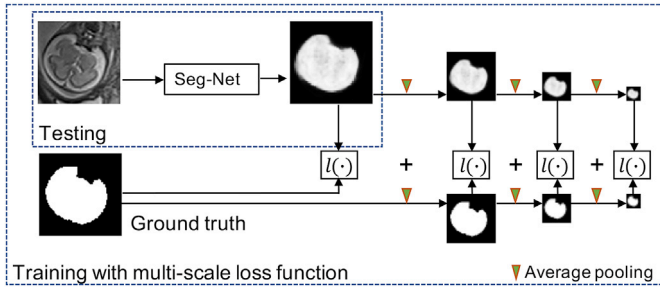 Seg-Net
Testing
l(·) + l(·) + l(·) + l(·)
Ground truth
Training with multi-scale loss function
Average pooling